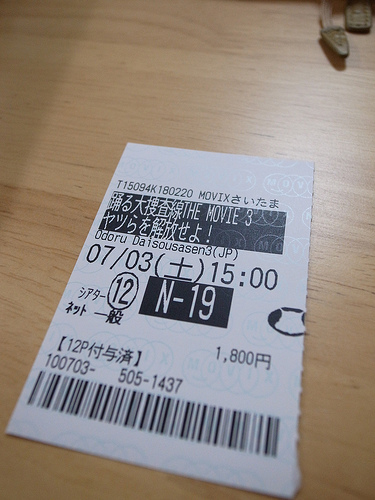 T15094K180220 MOVIXさいたま
踊る大捜査線THE MOVIE 3
ヤツらを解放せよ！
Odoru Daisousasen3(JP)
07/03(土)15:00
シアター 12 N-19
ネット 一般
1,800円
【12P付与済】
100703- 505-1437